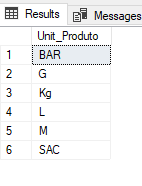 Results Messages
Unit_Produto
1 BAR
2 G
3 Kg
4 L
5 M
6 SAC